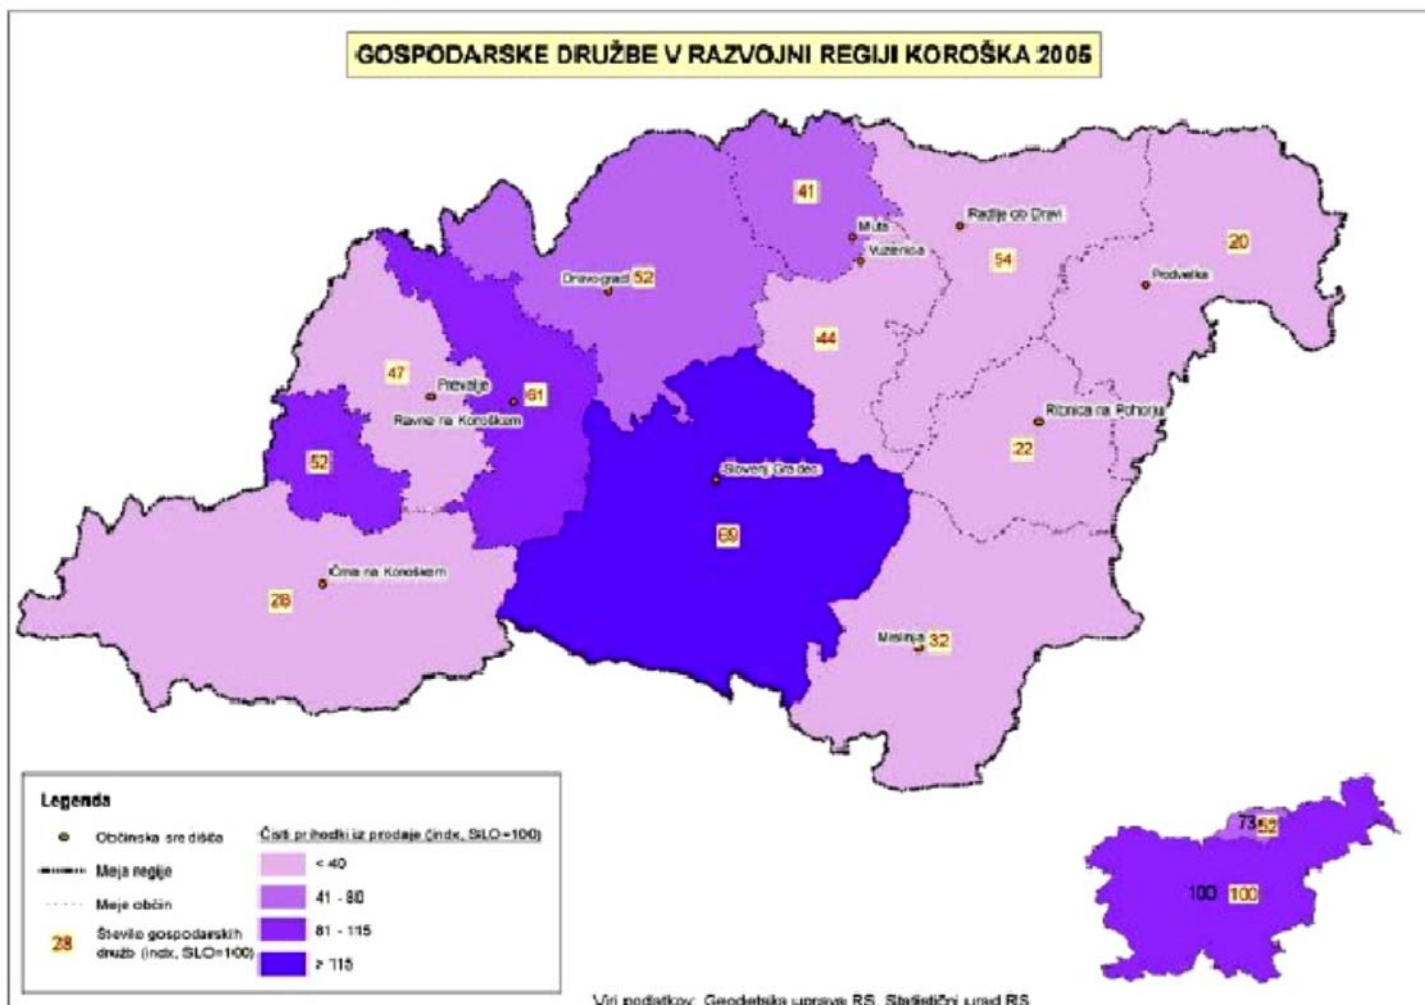 GOSPODARSKE DRUŽBE V RAZVOJNI REGIJI KOROŠKA 2005
41
Muta
Vuzenica
Radlje ob Dravi
54
20
Podvelka
Dravograd 52
44
47
Prevalje
61
Ravne na Koroškem
Ribnica na Pohorju
22
52
Slovenj Gradec
69
Črna na Koroškem
28
Mislinja 32
Legenda
Občinska središča
Meja regije
Meje občin
28 Število gospodarskih
družb (indx, SLO=100)
Čisti prihodki iz prodaje (indx, SLO=100)
< 40
41 - 80
81 - 115
> 115
73 52
100 100
Viri podatkov: Geodetska uprava RS, Statistični urad RS